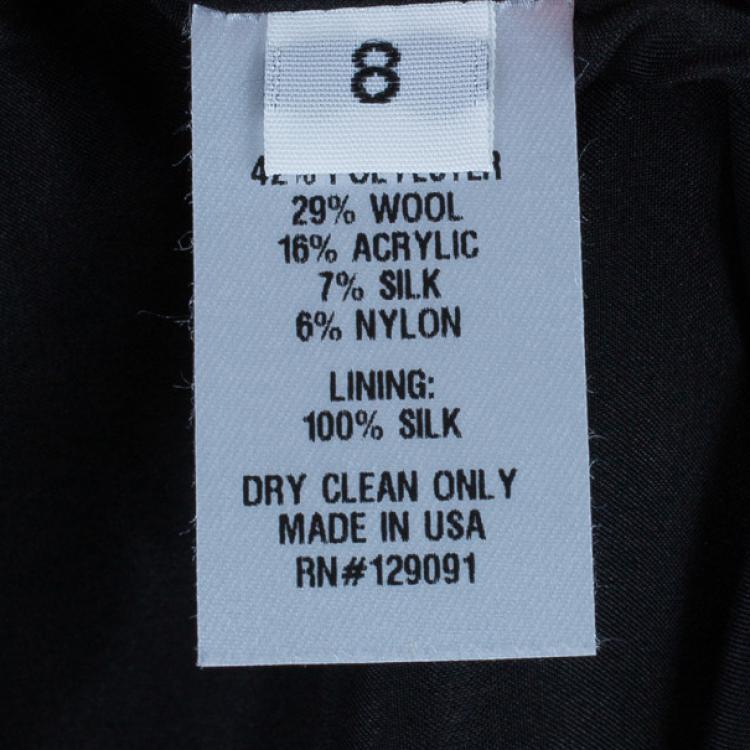 8
42% POLYESTER
29% WOOL
16% ACRYLIC
7% SILK
6% NYLON
LINING:
100% SILK
DRY CLEAN ONLY
MADE IN USA
RN#129091